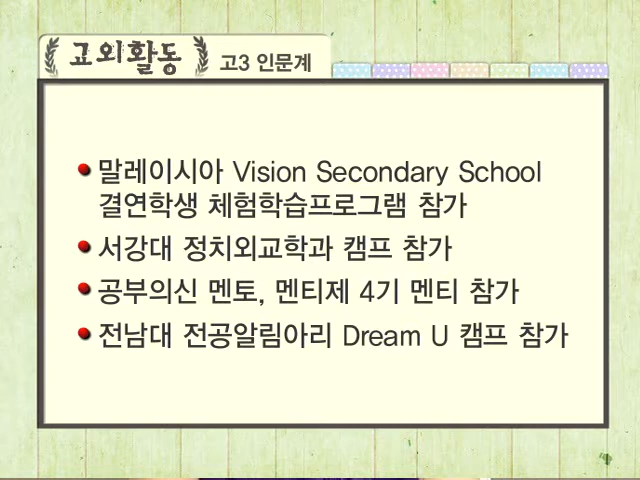 교외활동 고3 인문계
말레이시아 Vision Secondary School
결연학생 체험학습프로그램 참가
서강대 정치외교학과 캠프 참가
공부의신 멘토, 멘티제 4기 멘티 참가
전남대 전공알림아리 Dream U 캠프 참가